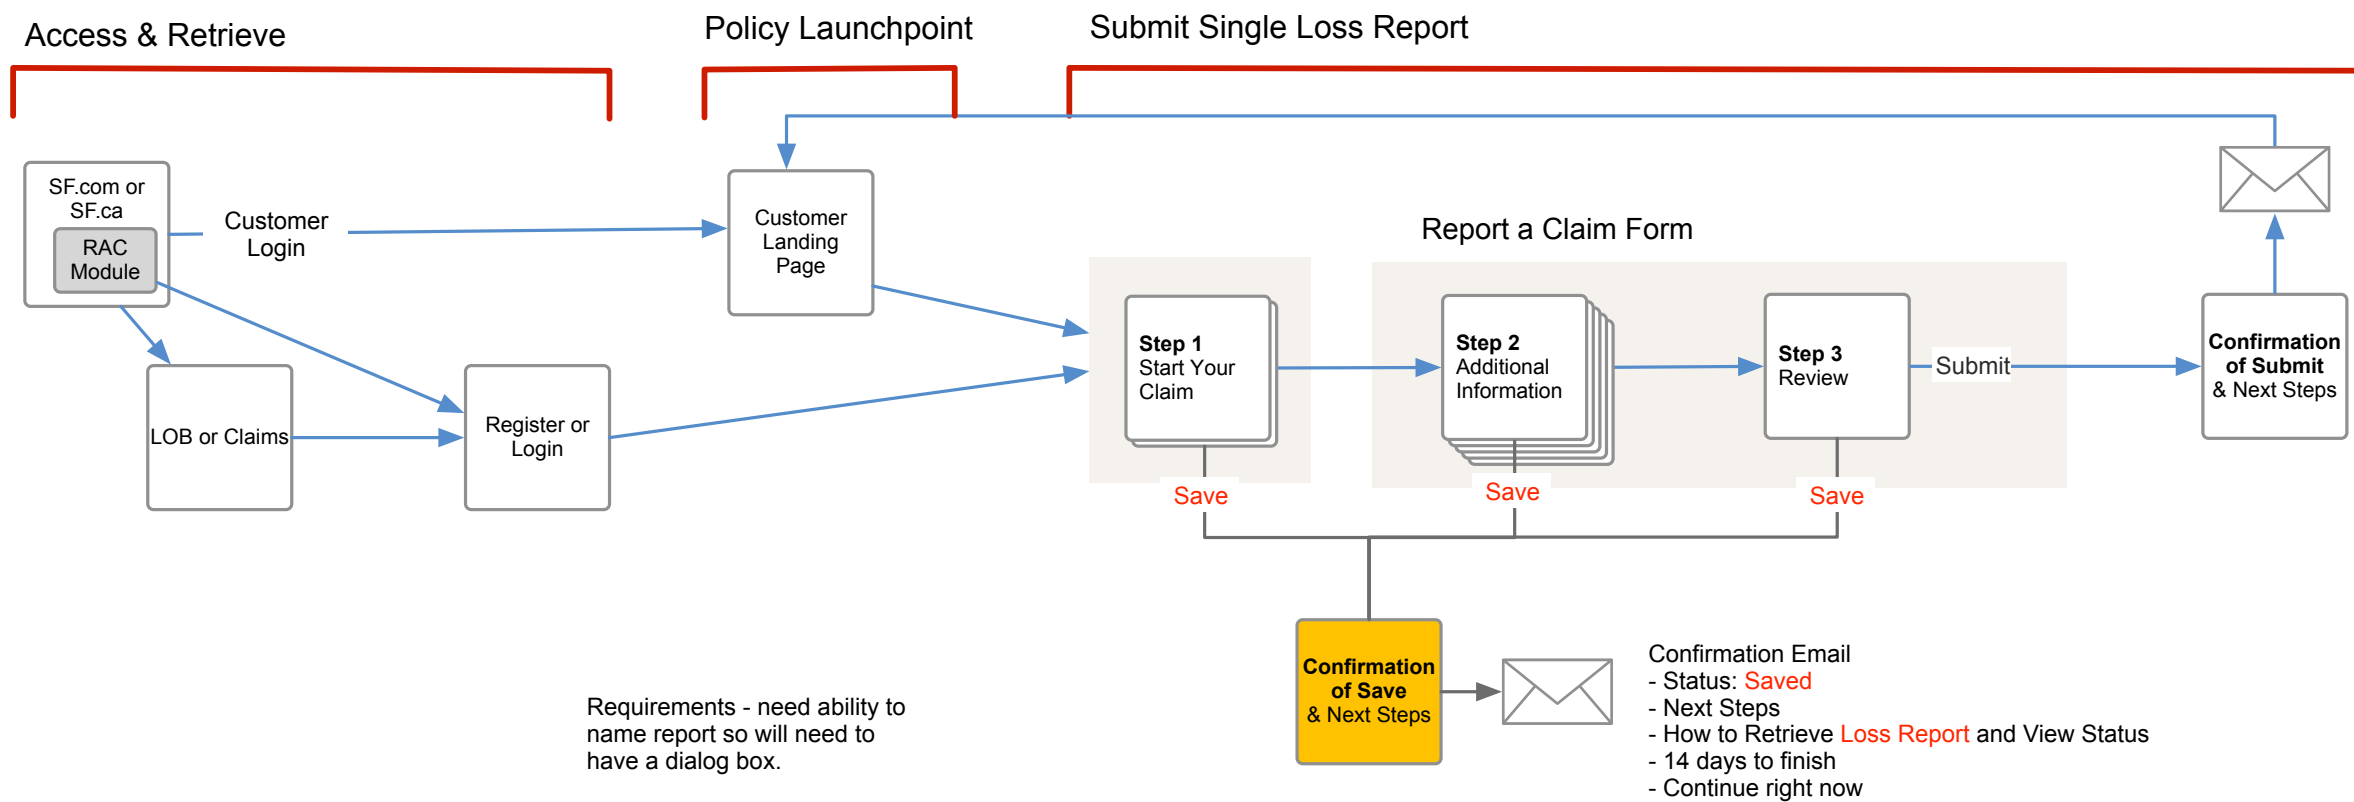 Access & Retrieve
Policy Launchpoint
Submit Single Loss Report
SF.com or
SF.ca
RAC
Module
Customer
Login
Customer
Landing
Page
Report a Claim Form
LOB or Claims
Register or
Login
Step 1
Start Your
Claim
Step 2
Additional
Information
Step 3
Review
Submit
Confirmation
of Submit
& Next Steps
Save
Save
Save
Confirmation
of Save
& Next Steps
Requirements - need ability to
name report so will need to
have a dialog box.
Confirmation Email
- Status: Saved
- Next Steps
- How to Retrieve Loss Report and View Status
- 14 days to finish
- Continue right now